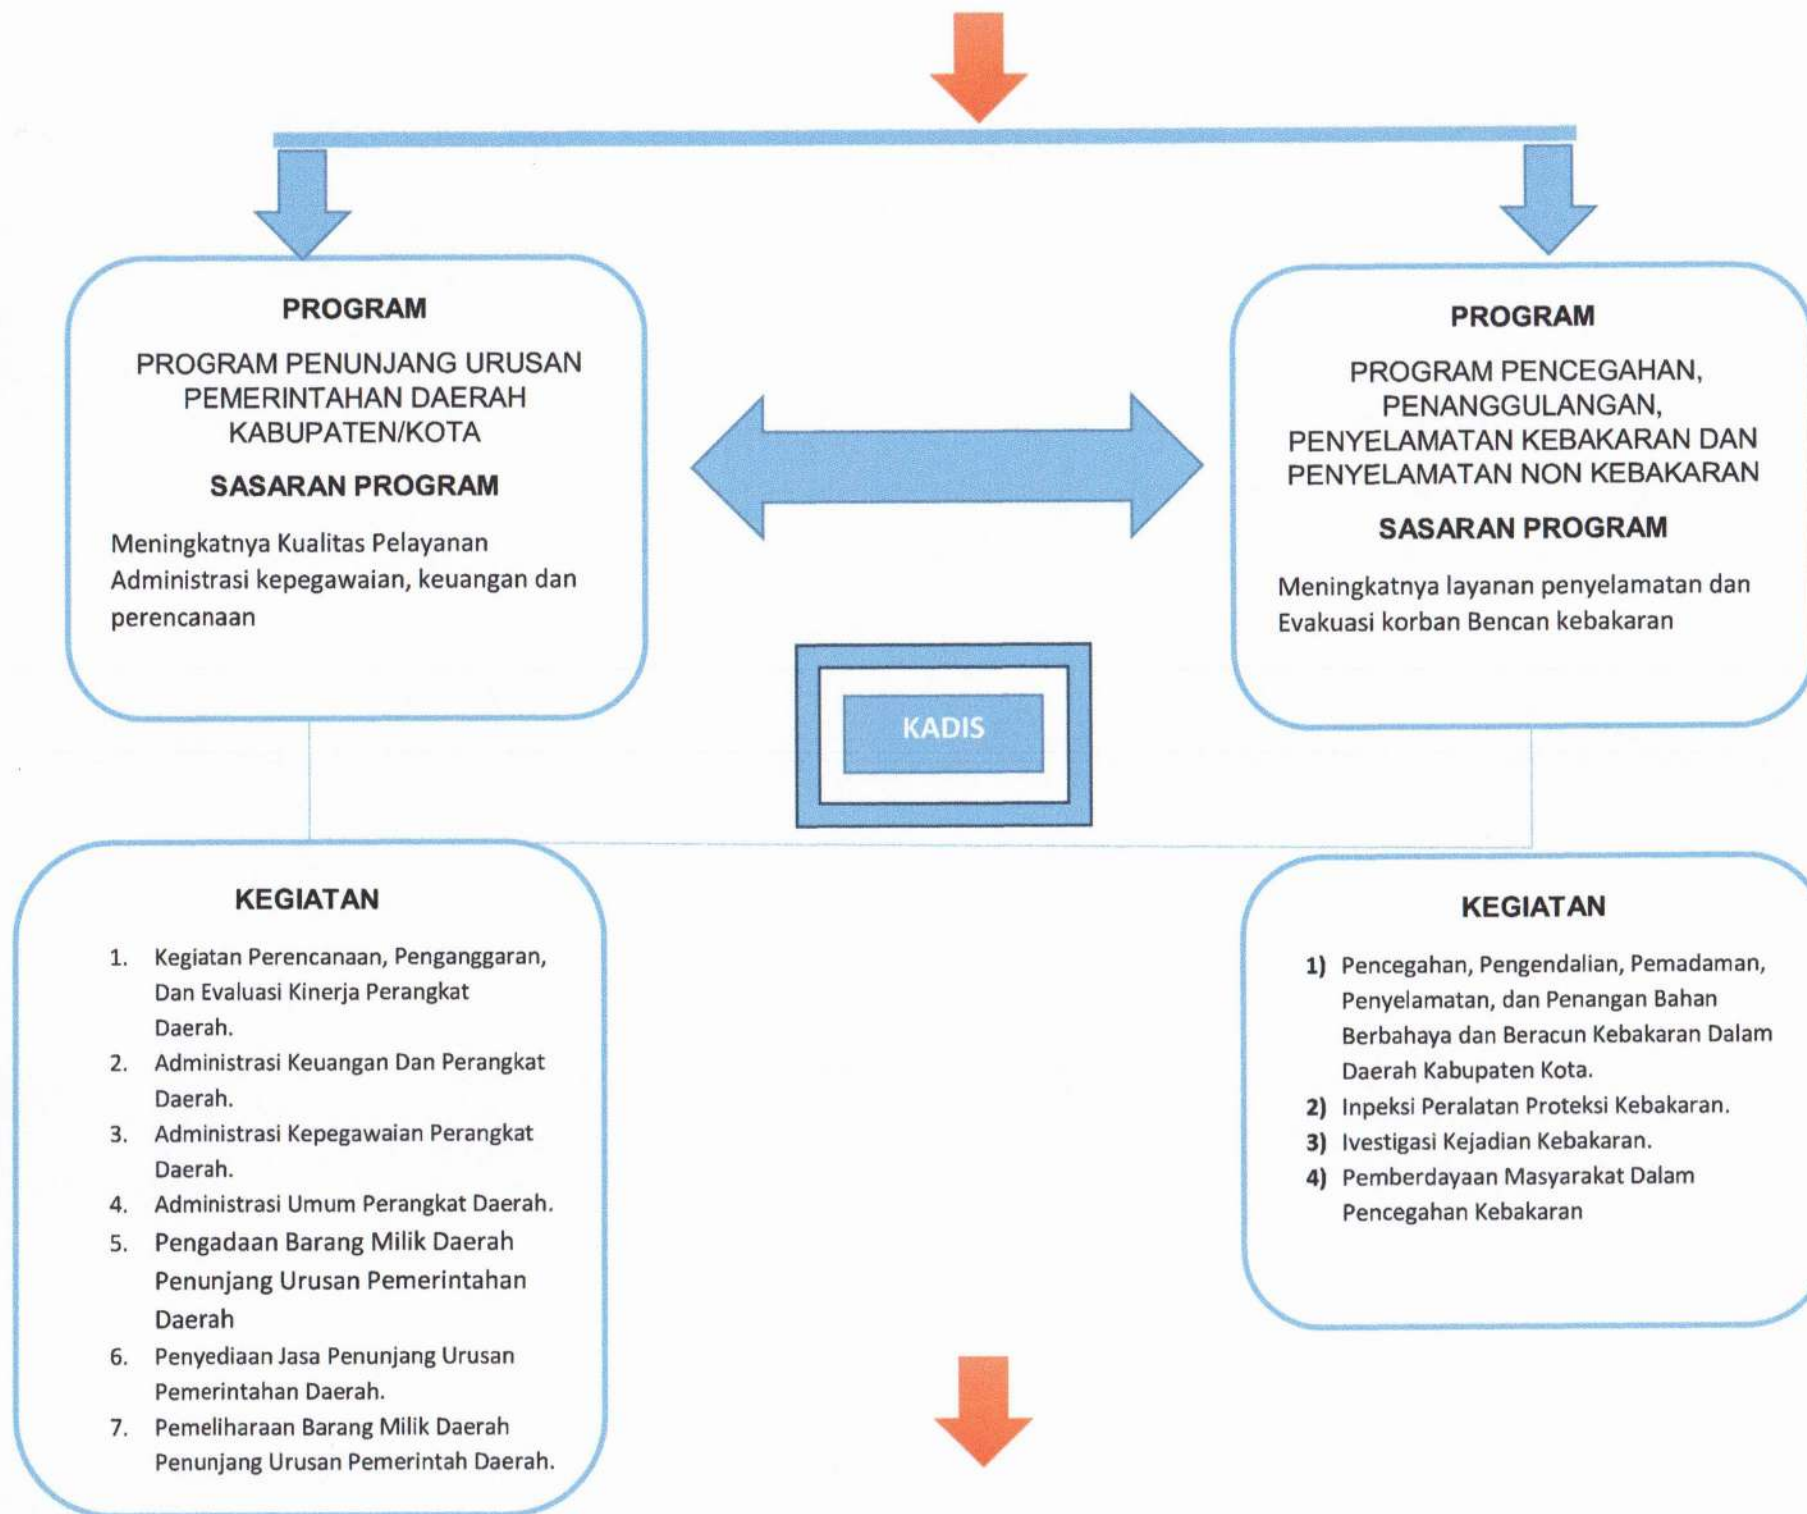 PROGRAM
PROGRAM PENUNJANG URUSAN
PEMERINTAHAN DAERAH
KABUPATEN/KOTA
SASARAN PROGRAM
Meningkatnya Kualitas Pelayanan
Administrasi kepegawaian, keuangan dan
perencanaan
PROGRAM
PROGRAM PENCEGAHAN,
PENANGGULANGAN,
PENYELAMATAN KEBAKARAN DAN
PENYELAMATAN NON KEBAKARAN
SASARAN PROGRAM
Meningkatnya layanan penyelamatan dan
Evakuasi korban Bencan kebakaran
KADIS
KEGIATAN
1. Kegiatan Perencanaan, Penganggaran,
Dan Evaluasi Kinerja Perangkat
Daerah.
2. Administrasi Keuangan Dan Perangkat
Daerah.
3. Administrasi Kepegawaian Perangkat
Daerah.
4. Administrasi Umum Perangkat Daerah.
5. Pengadaan Barang Milik Daerah
Penunjang Urusan Pemerintahan
Daerah
6. Penyediaan Jasa Penunjang Urusan
Pemerintahan Daerah.
7. Pemeliharaan Barang Milik Daerah
Penunjang Urusan Pemerintah Daerah.
KEGIATAN
1) Pencegahan, Pengendalian, Pemadaman,
Penyelamatan, dan Penangan Bahan
Berbahaya dan Beracun Kebakaran Dalam
Daerah Kabupaten Kota.
2) Inpeksi Peralatan Proteksi Kebakaran.
3) Ivestigasi Kejadian Kebakaran.
4) Pemberdayaan Masyarakat Dalam
Pencegahan Kebakaran